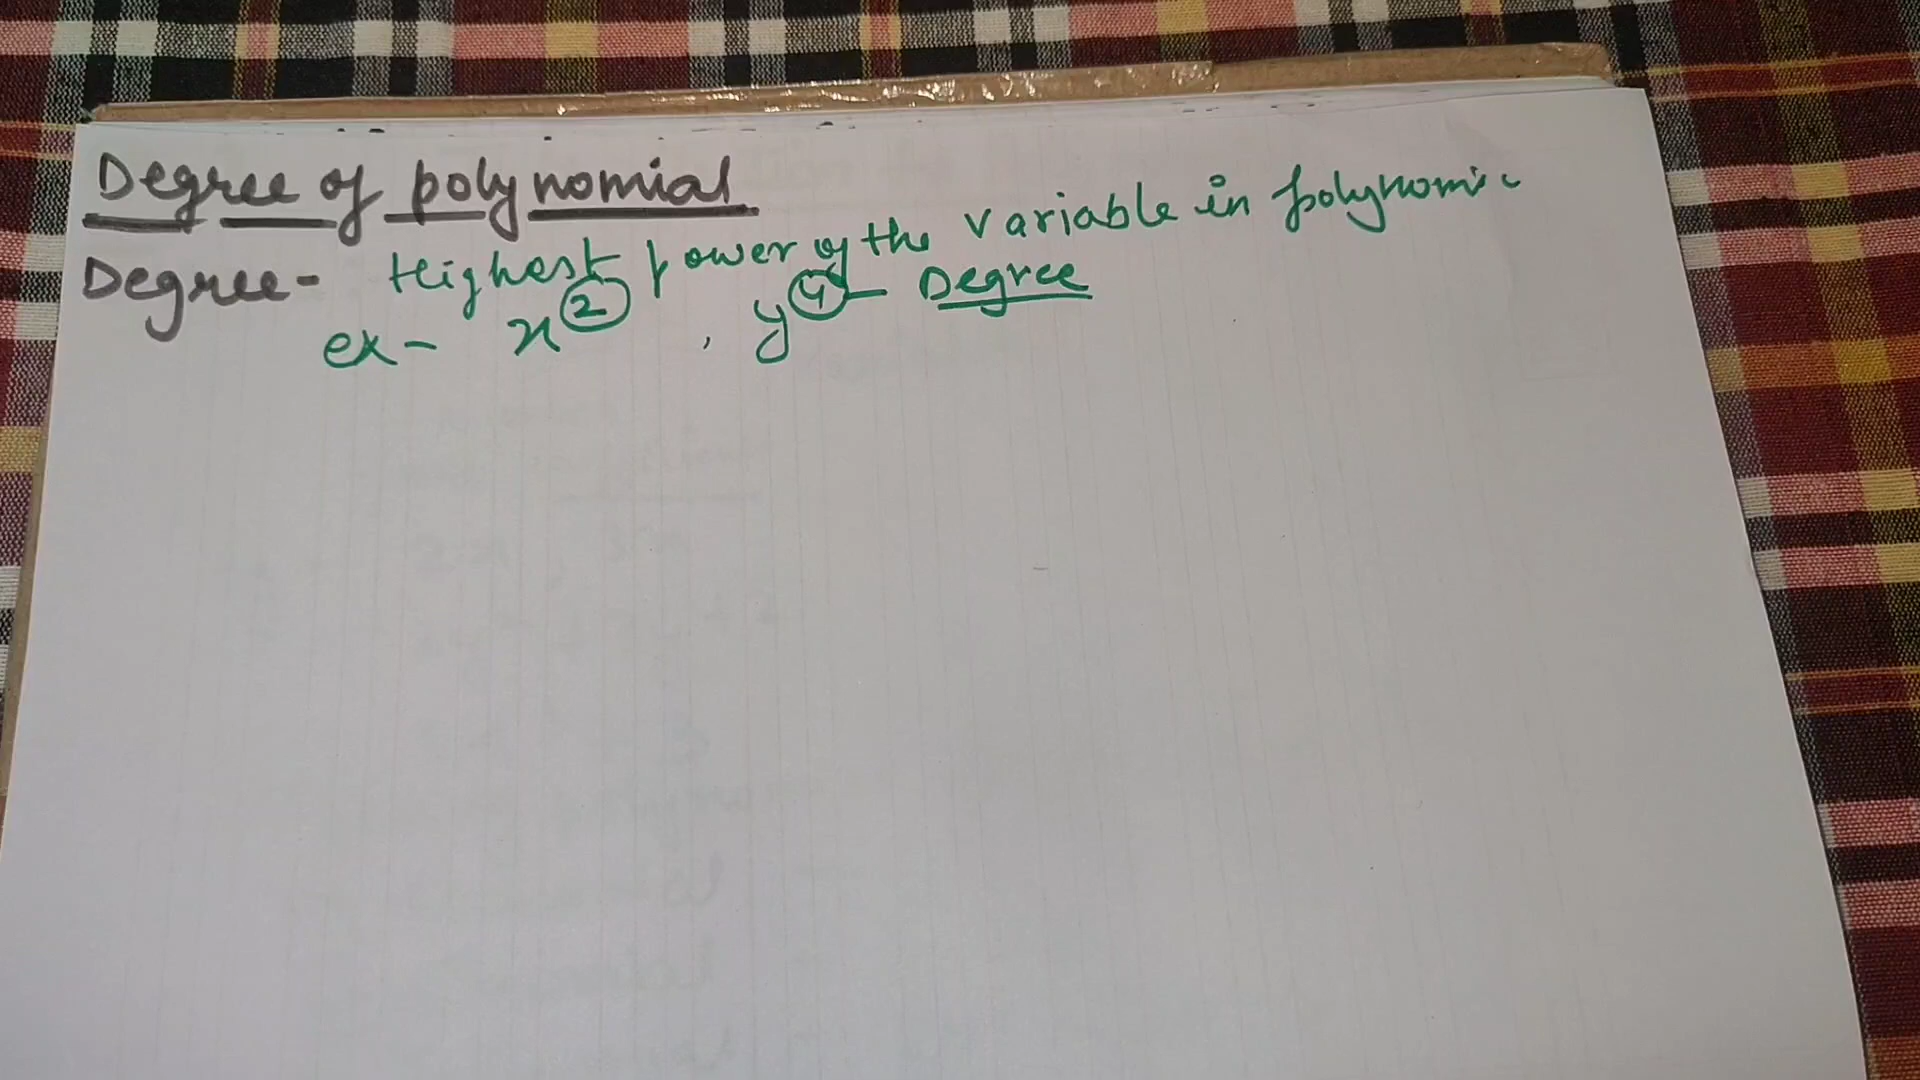 Degree of polynomial
Degree- Highest power of the variable in polynomi
ex- x² , y⁴ - Degree